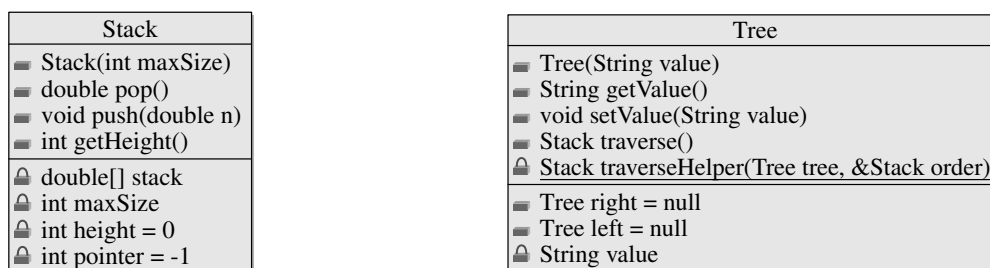 Stack
Stack(int maxSize)
double pop()
void push(double n)
int getHeight()
double[] stack
int maxSize
int height = 0
int pointer = -1
Tree
Tree(String value)
String getValue()
void setValue(String value)
Stack traverse()
Stack traverseHelper(Tree tree, &Stack order)
Tree right = null
Tree left = null
String value